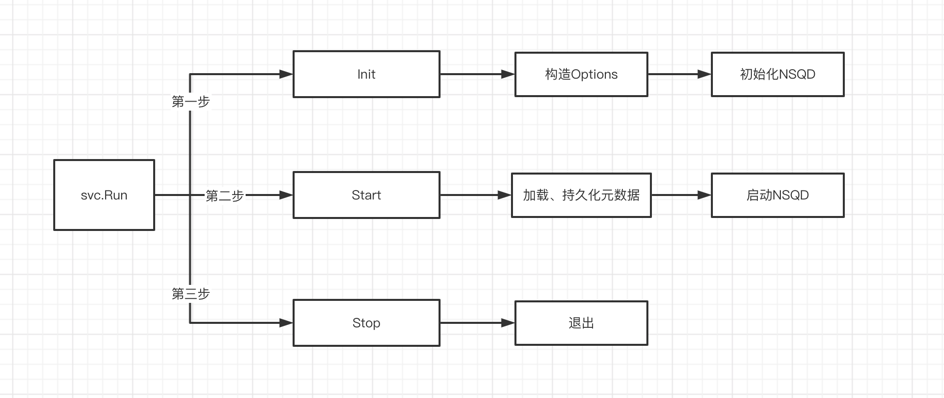 svc.Run
第一步
Init
构造Options
初始化NSQD
第二步
Start
加载、持久化元数据
启动NSQD
第三步
Stop
退出